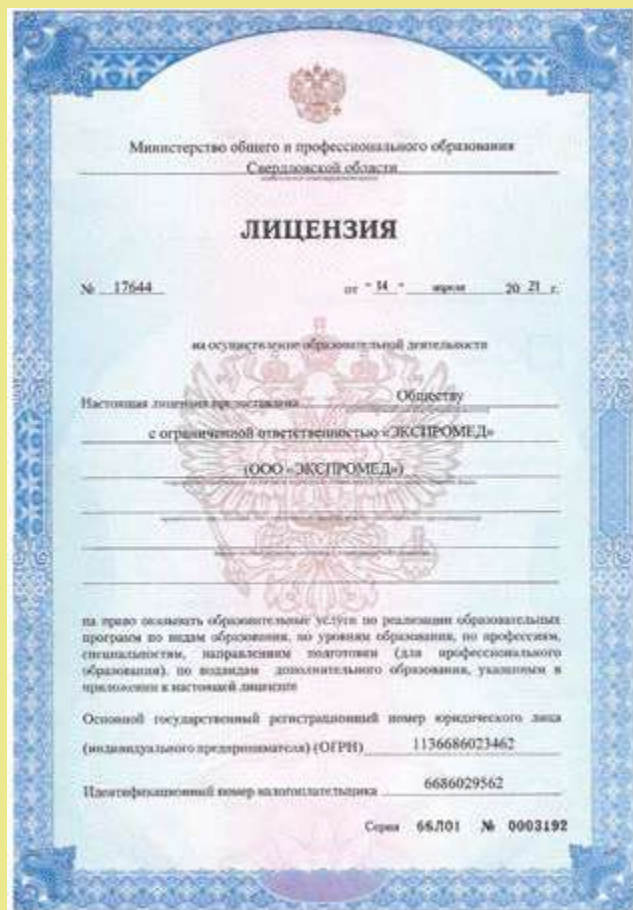 Министерство общего и профессионального образования
Свердловской области
ЛИЦЕНЗИЯ
№ 17644 от " 14 " апреля 20 21 г.
на осуществление образовательной деятельности
Настоящая лицензия предоставлена Обществу
с ограниченной ответственностью «ЭКСПРОМЕД»
(ООО «ЭКСПРОМЕД»)
на право оказывать образовательные услуги по реализации образовательных
программ по видам образования, по уровням образования, по профессиям,
специальностям, направлениям подготовки (для профессионального
образования), по подвидам дополнительного образования, указанным в
приложении к настоящей лицензии
Основной государственный регистрационный номер юридического лица
(индивидуального предпринимателя) (ОГРН) 1136686023462
Идентификационный номер налогоплательщика 6686029562
Серия 66Л01 № 0003192